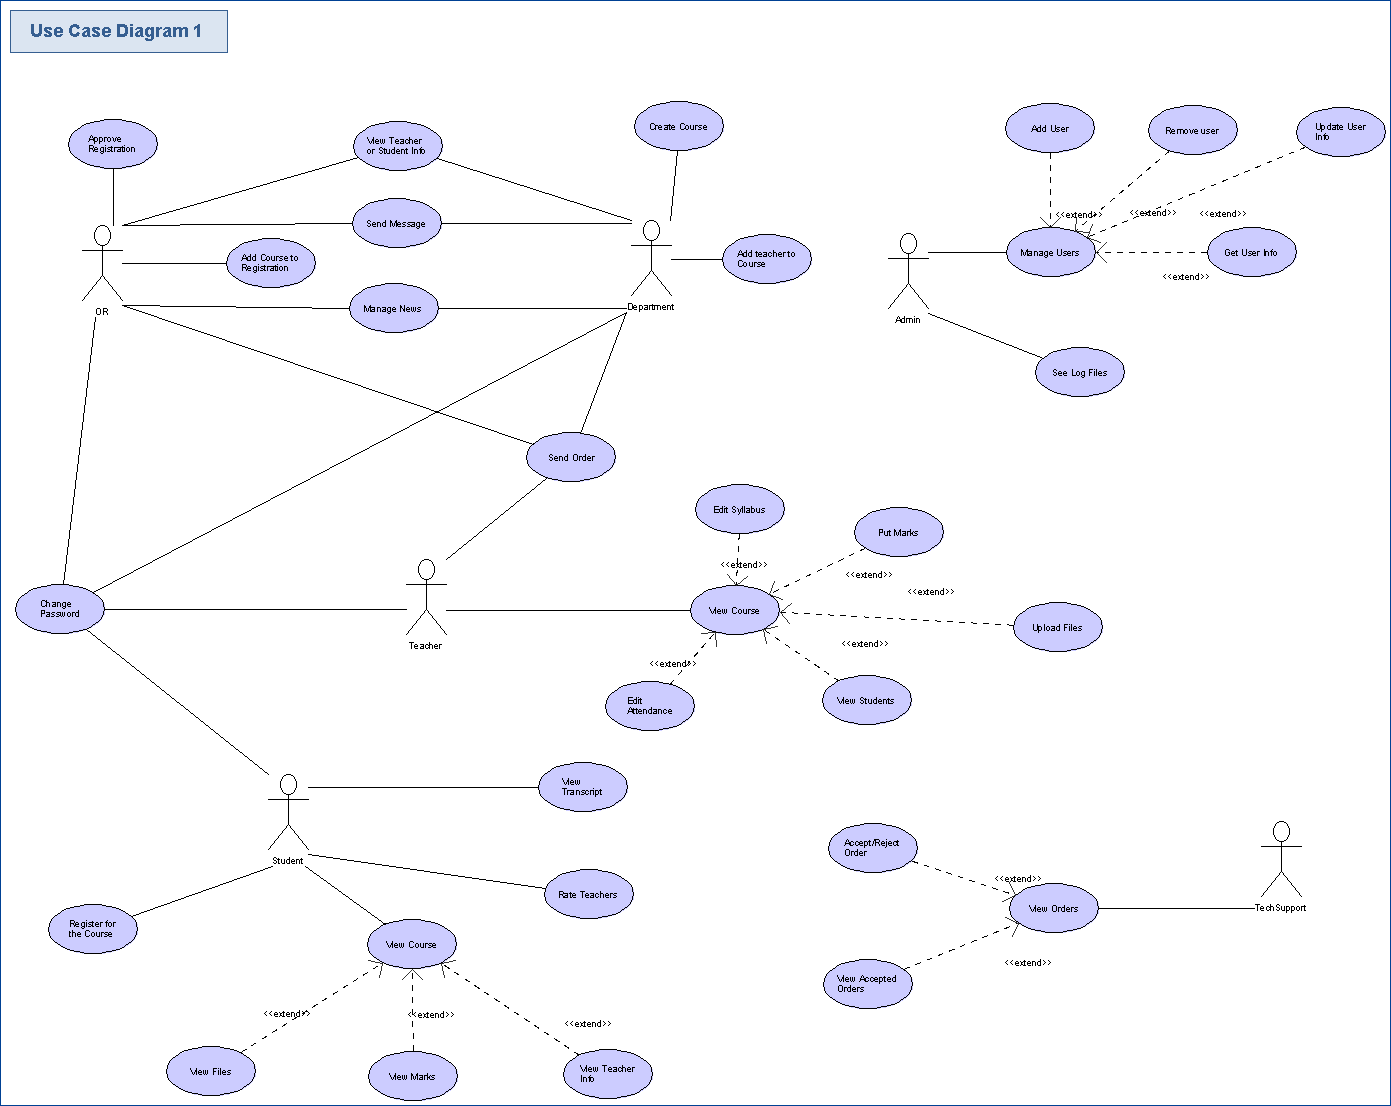 Use Case Diagram 1
Approve
Registration
View Teacher
or Student Info
Create Course
Add User
Remove user
Update User
Info
<<extend>>
<<extend>>
<<extend>>
Send Message
Add Course to
Registration
Add teacher to
Course
Manage Users
Get User Info
<<extend>>
Manage News
OR
Department
Admin
See Log Files
Send Order
Edit Syllabus
Put Marks
<<extend>>
<<extend>>
<<extend>>
Change
Password
View Course
Upload Files
Teacher
<<extend>>
<<extend>>
Edit
Attendance
View Students
View
Transcript
Accept/Reject
Order
Student
<<extend>>
Rate Teachers
View Orders
TechSupport
Register for
the Course
View Course
<<extend>>
View Accepted
Orders
<<extend>>
<<extend>>
<<extend>>
View Files
View Marks
View Teacher
Info